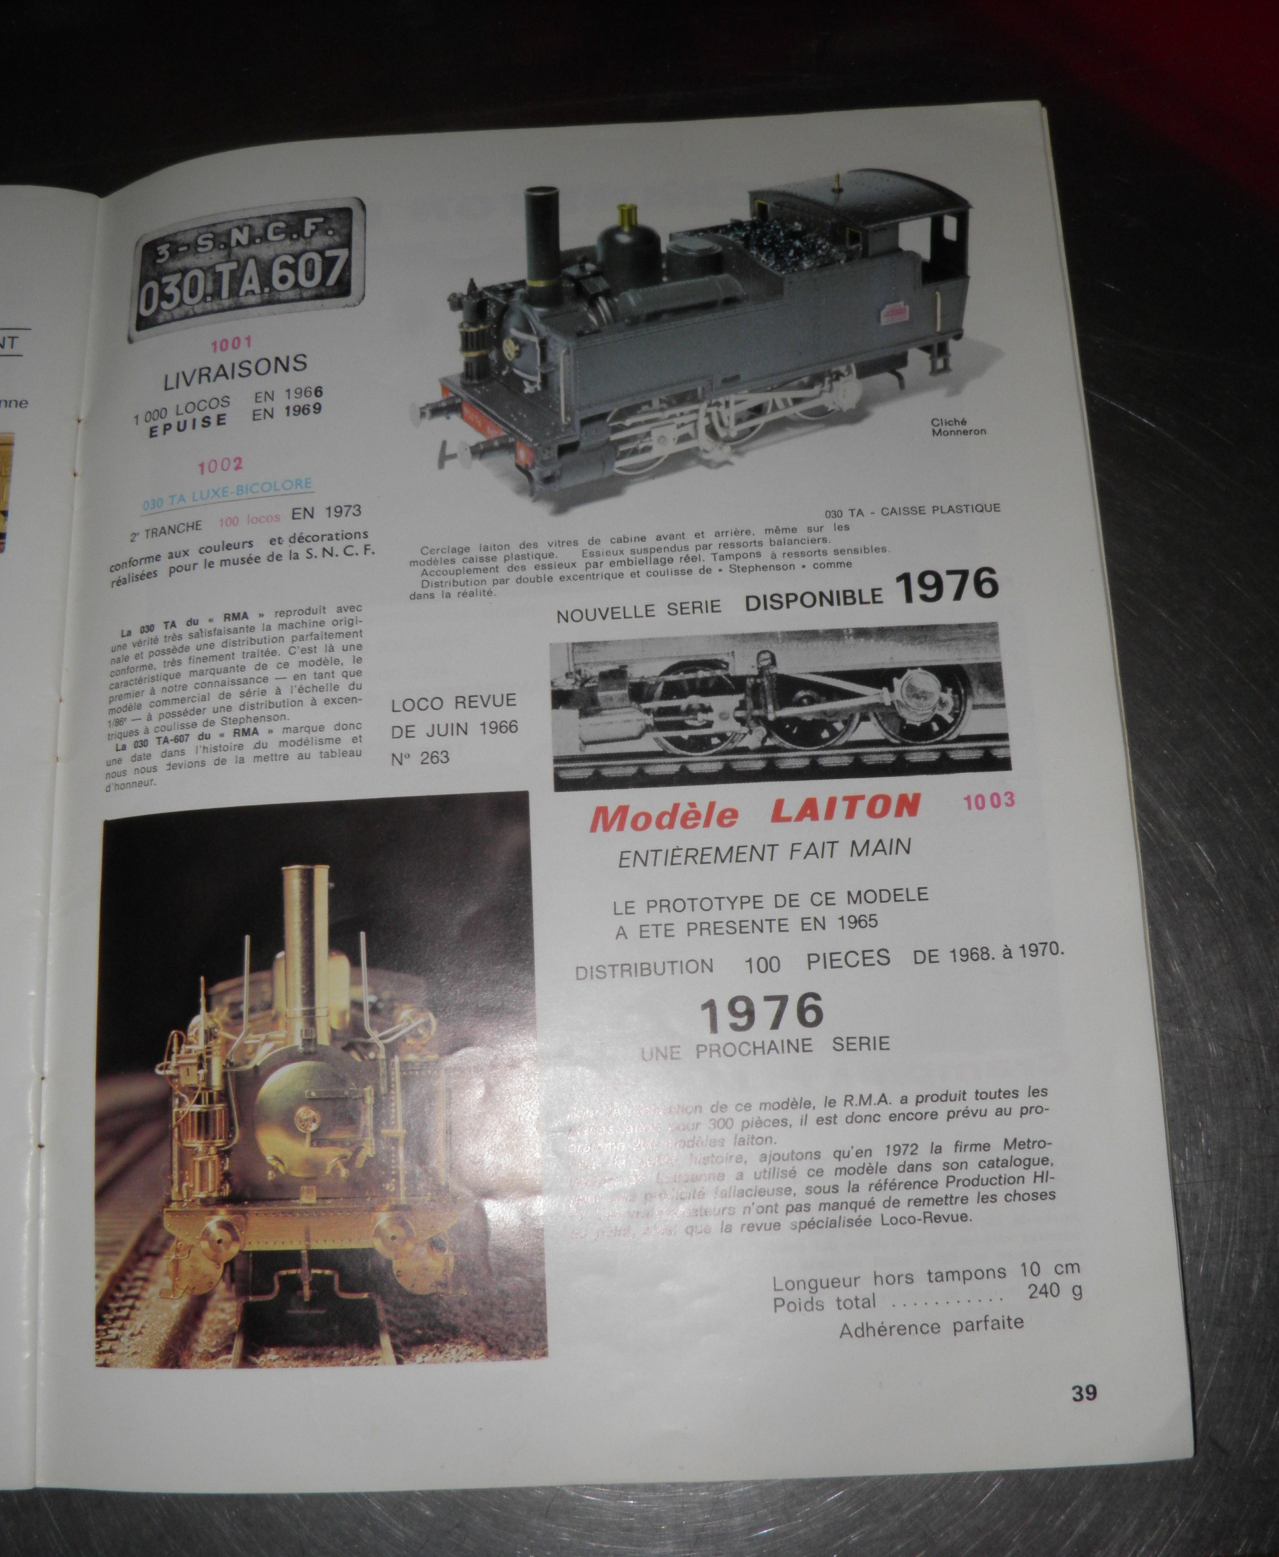 NT
nne
3-S.N.C.F.
030.TA.607
1001
LIVRAISONS
1 000 LOCOS EN 1966
EPUISE EN 1969
1002
030 TA LUXE-BICOLORE
2e TRANCHE 100 locos EN 1973
conforme aux couleurs et décorations
réalisées pour le musée de la S. N. C. F.
Cliché
Monneron
030 TA - CAISSE PLASTIQUE
Cerclage laiton des vitres de cabine avant et arrière, même sur les
modèles caisse plastique. Essieux suspendus par ressorts balanciers.
Accouplement des essieux par embiellage réel. Tampons à ressorts sensibles.
Distribution par double excentrique et coulisse de « Stephenson » comme
dans la réalité.
NOUVELLE SERIE DISPONIBLE 1976
La 030 TA du « RMA » reproduit avec
une vérité très satisfaisante la machine origi-
nale et possède une distribution parfaitement
conforme, très finement traitée. C'est là une
caractéristique marquante de ce modèle, le
premier à notre connaissance — en tant que
modèle commercial de série à l'échelle du
1/86e — à posséder une distribution à excen-
triques à coulisse de Stephenson.
La 030 TA-607 du « RMA » marque donc
une date dans l'histoire du modélisme et
nous nous devions de la mettre au tableau
d'honneur.
LOCO REVUE
DE JUIN 1966
N° 263
Modèle LAITON 1003
ENTIÈREMENT FAIT MAIN
LE PROTOTYPE DE CE MODELE
A ETE PRESENTE EN 1965
DISTRIBUTION 100 PIECES DE 1968. à 1970.
1976
UNE PROCHAINE SERIE
de ce modèle, le R.M.A. a produit toutes les
pour 300 pièces, il est donc encore prévu au pro-
modèles laiton.
histoire, ajoutons qu'en 1972 la firme Metro-
a utilisé ce modèle dans son catalogue,
publicité fallacieuse, sous la référence Production HI-
n'ont pas manqué de remettre les choses
que la revue spécialisée Loco-Revue.
Longueur hors tampons 10 cm
Poids total ........... 240 g
Adhérence parfaite
39